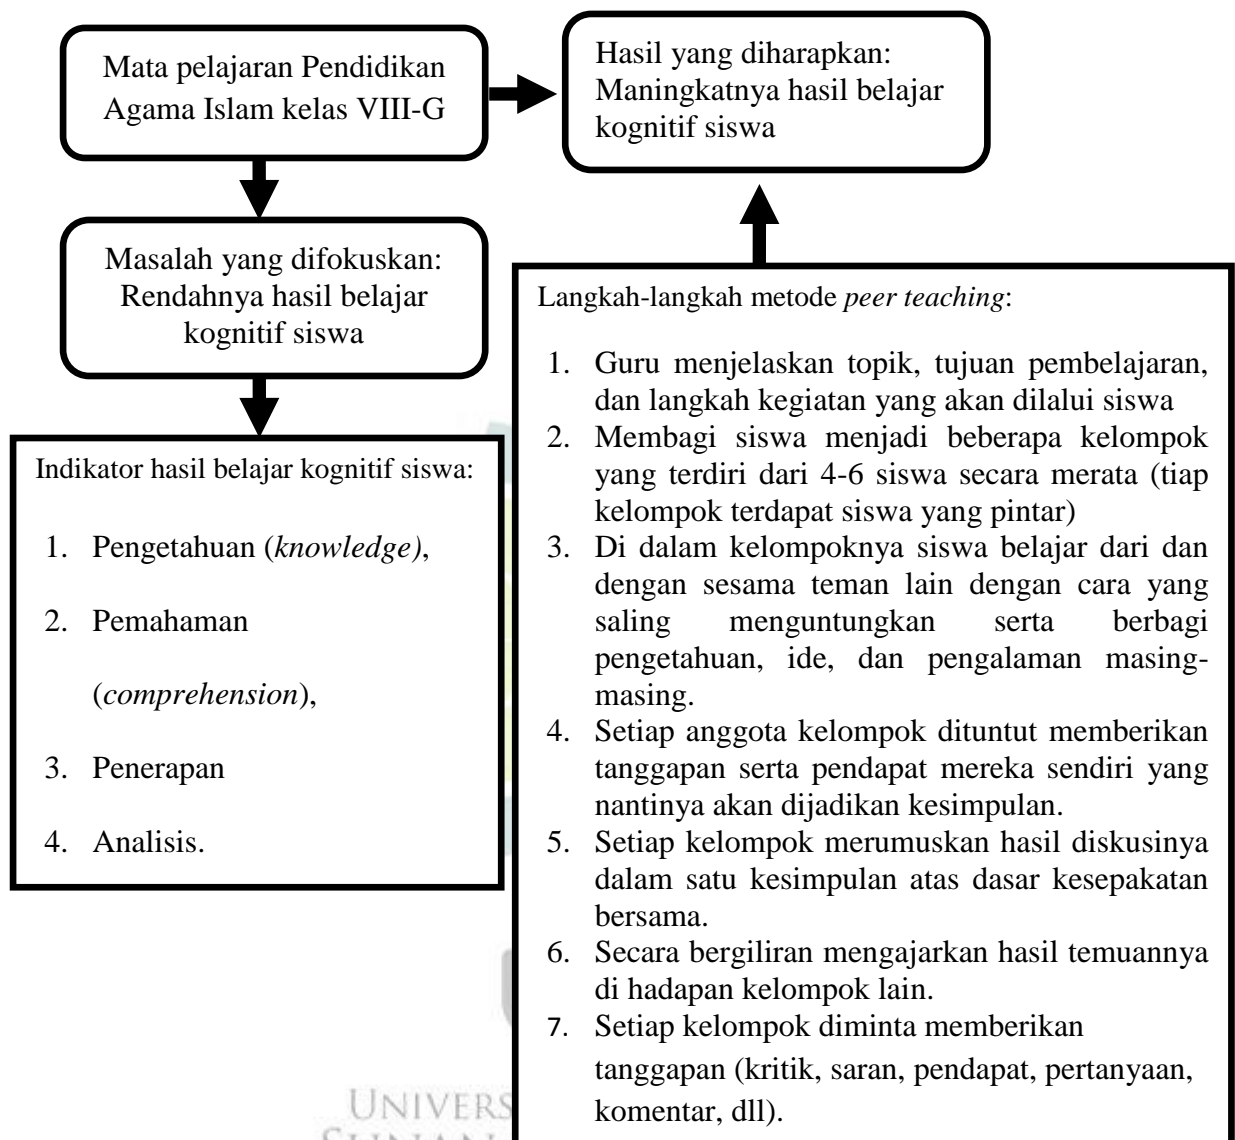 Mata pelajaran Pendidikan
Agama Islam kelas VIII-G
Hasil yang diharapkan:
Maningkatnya hasil belajar
kognitif siswa
Masalah yang difokuskan:
Rendahnya hasil belajar
kognitif siswa
Indikator hasil belajar kognitif siswa:
1. Pengetahuan (knowledge),
2. Pemahaman
(comprehension),
3. Penerapan
4. Analisis.
Langkah-langkah metode peer teaching:
1. Guru menjelaskan topik, tujuan pembelajaran,
dan langkah kegiatan yang akan dilalui siswa
2. Membagi siswa menjadi beberapa kelompok
yang terdiri dari 4-6 siswa secara merata (tiap
kelompok terdapat siswa yang pintar)
3. Di dalam kelompoknya siswa belajar dari dan
dengan sesama teman lain dengan cara yang
saling menguntungkan serta berbagi
pengetahuan, ide, dan pengalaman masing-
masing.
4. Setiap anggota kelompok dituntut memberikan
tanggapan serta pendapat mereka sendiri yang
nantinya akan dijadikan kesimpulan.
5. Setiap kelompok merumuskan hasil diskusinya
dalam satu kesimpulan atas dasar kesepakatan
bersama.
6. Secara bergiliran mengajarkan hasil temuannya
di hadapan kelompok lain.
7. Setiap kelompok diminta memberikan
tanggapan (kritik, saran, pendapat, pertanyaan,
komentar, dll).
UNIVERS